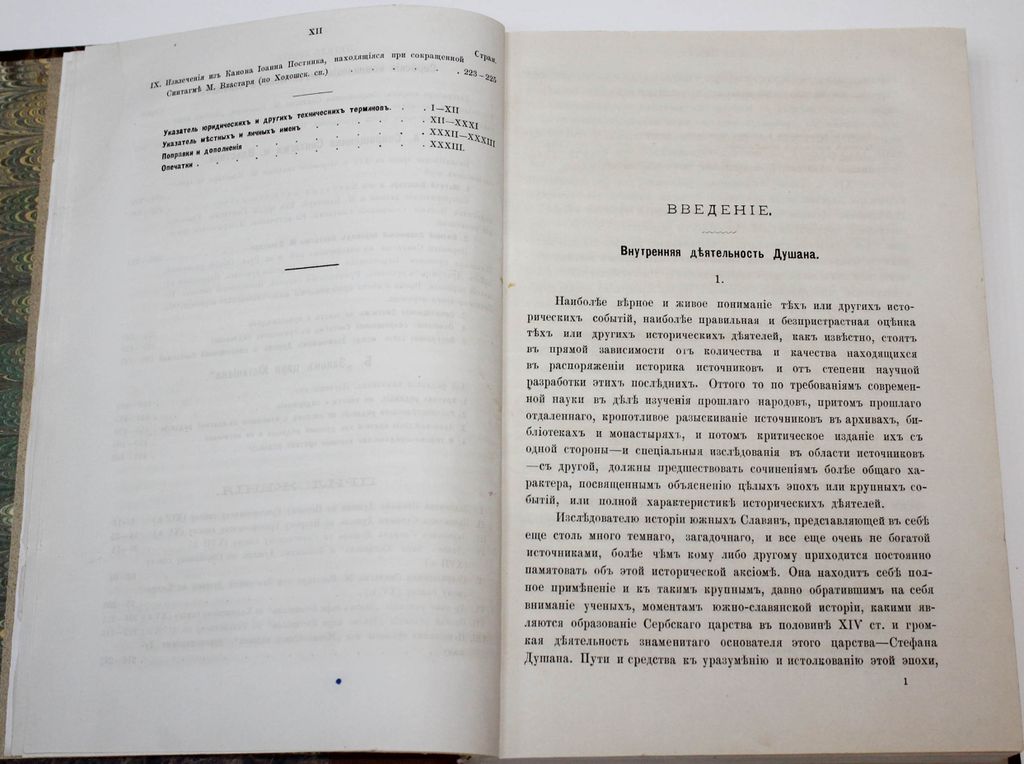 XII
Стран.
IX. Извлеченія изъ Канона Іоанна Постника, находящіяся при сокращенной
Синтагмѣ М. Властаря (по Ходошск. сп.) . . . . . . . 223—225
Указатель юридическихъ и другихъ техническихъ терминовъ. . . I—XII
Указатель мѣстныхъ и личныхъ именъ . . . . . . . XII—XXXI
Поправки и дополненія . . . . . . . . . . XXXII—XXXIII
Опечатки . . . . . . . . . . . . XXXIII.
ВВЕДЕНІЕ.
Внутренняя дѣятельность Душана.
1.
Наиболѣе вѣрное и живое пониманіе тѣхъ или другихъ исто-
рическихъ событій, наиболѣе правильная и безпристрастная оцѣнка
тѣхъ или другихъ историческихъ дѣятелей, какъ извѣстно, стоятъ
въ прямой зависимости отъ количества и качества находящихся
въ распоряженіи историка источниковъ и отъ степени научной
разработки этихъ послѣднихъ. Оттого то по требованіямъ современ-
ной науки въ дѣлѣ изученія прошлаго народовъ, притомъ прошлаго
отдаленнаго, кропотливое разыскиваніе источниковъ въ архивахъ, би-
бліотекахъ и монастыряхъ, и потомъ критическое изданіе ихъ съ
одной стороны—и спеціальныя изслѣдованія въ области источниковъ
—съ другой, должны предшествовать сочиненіямъ болѣе общаго ха-
рактера, посвященнымъ объясненію цѣлыхъ эпохъ или крупныхъ со-
бытій, или полной характеристикѣ историческихъ дѣятелей.
Изслѣдователю исторіи южныхъ Славянъ, представляющей въ себѣ
еще столь много темнаго, загадочнаго, и все еще очень не богатой
источниками, болѣе чѣмъ кому либо другому приходится постоянно
памятовать объ этой исторической аксіомѣ. Она находитъ себѣ пол-
ное примѣненіе и къ такимъ крупнымъ, давно обратившимъ на себя
вниманіе ученыхъ, моментамъ южно-славянской исторіи, какими яв-
ляются образованіе Сербскаго царства въ половинѣ XIV ст. и гром-
кая дѣятельность знаменитаго основателя этого царства—Стефана
Душана. Пути и средства къ уразумѣнію и истолкованію этой эпохи,
1